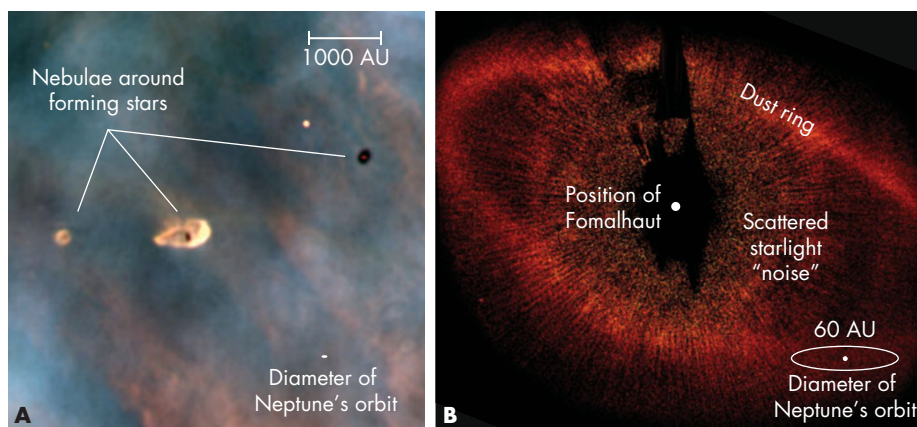 1000 AU
Nebulae around
forming stars
Diameter of
Neptune’s orbit
A
Dust ring
Position of
Fomalhaut
Scattered
starlight
“noise”
60 AU
Diameter of
Neptune’s orbit
B